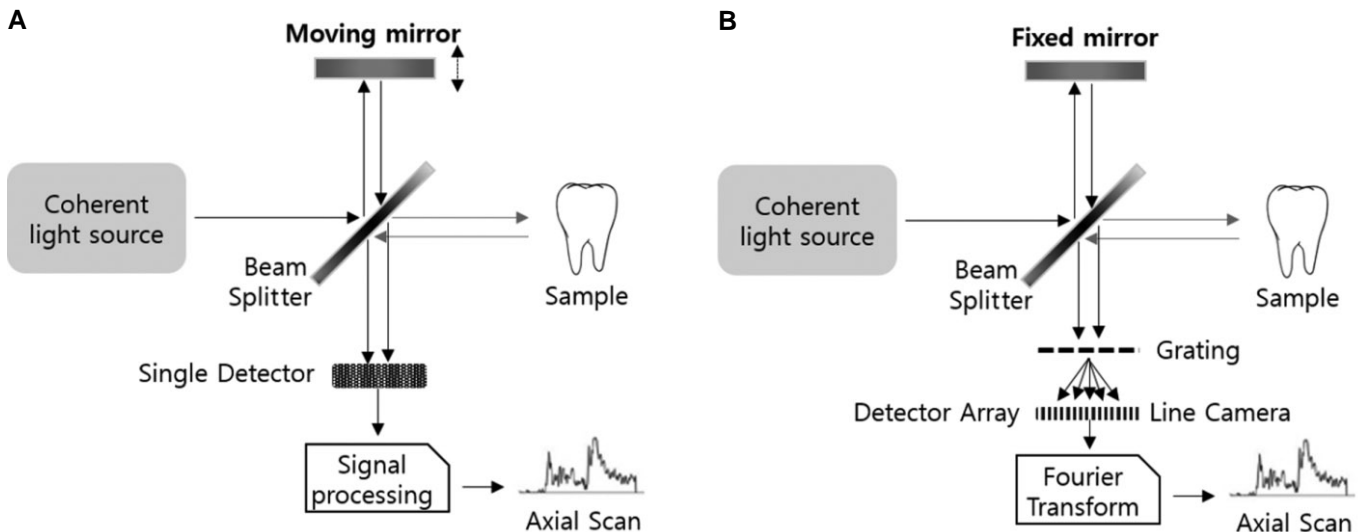 A
Moving mirror
Coherent
light source
Beam
Splitter
Sample
Single Detector
Signal
processing
Axial Scan
B
Fixed mirror
Coherent
light source
Beam
Splitter
Sample
Grating
Detector Array
Line Camera
Fourier
Transform
Axial Scan